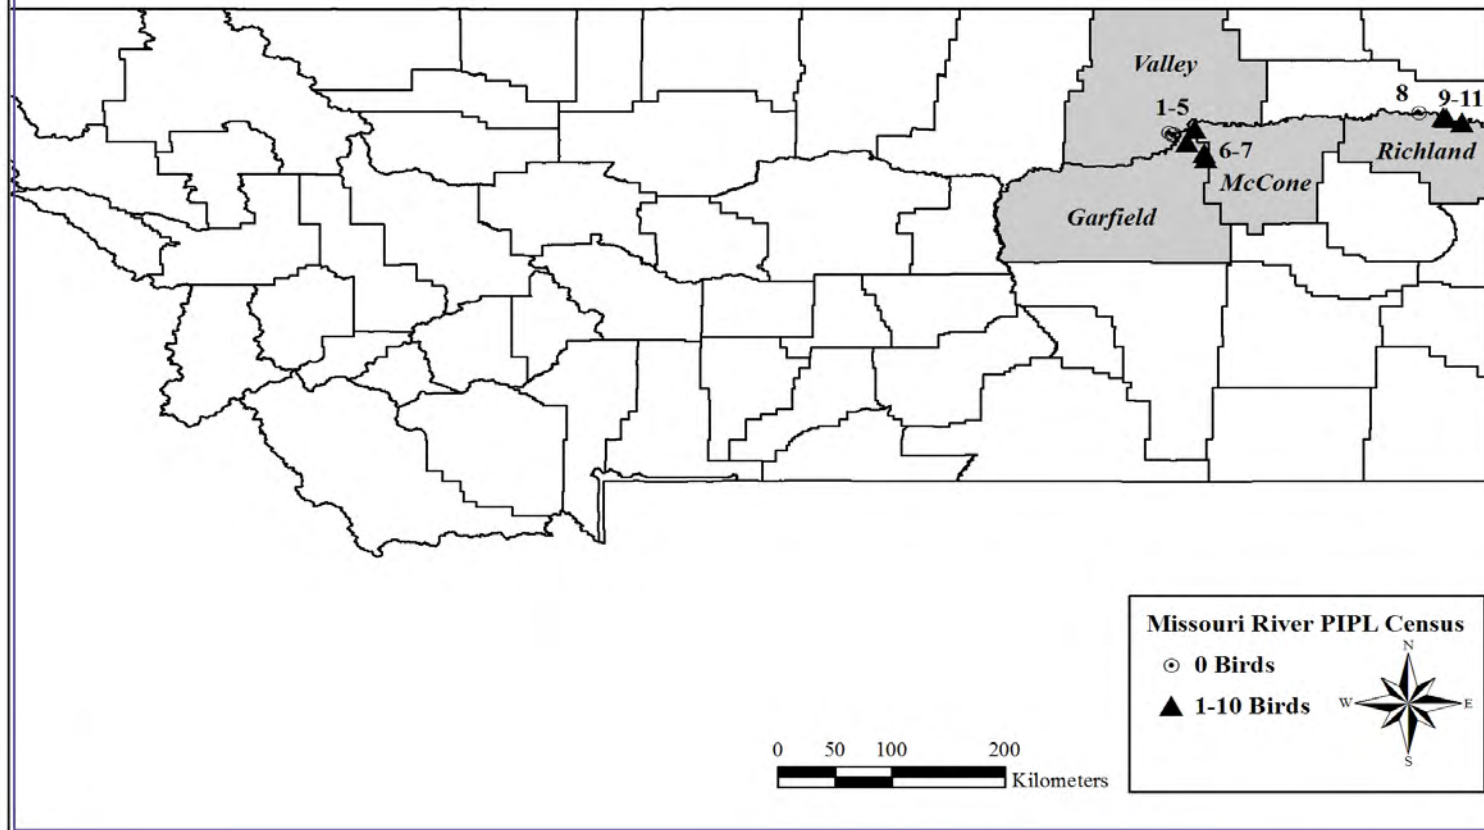 Valley
8
9-11
1-5
6-7
Richland
McCone
Garfield
Missouri River PIPL Census
N
0 Birds
W
E
1-10 Birds
S
0 50 100 200
Kilometers